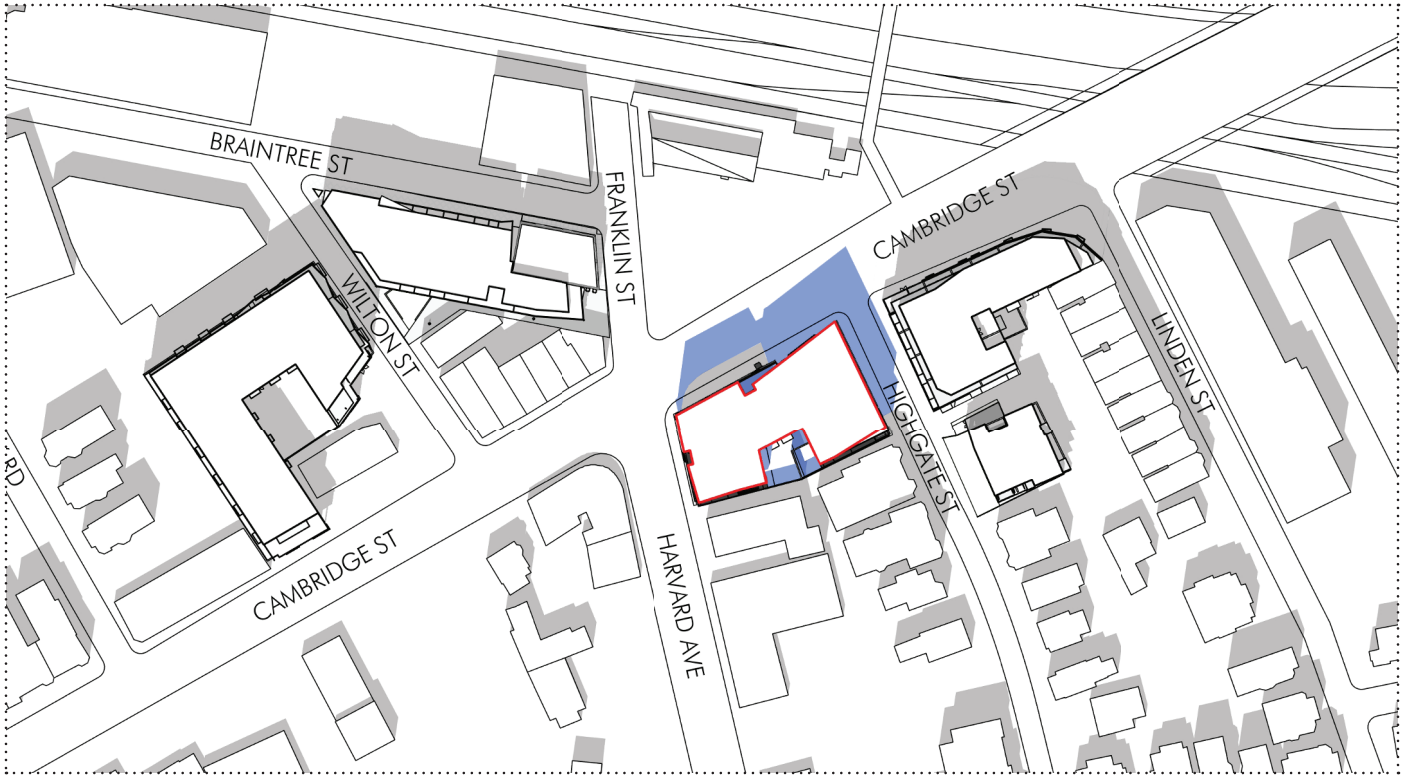 BRAINTREE ST
FRANKLIN ST
CAMBRIDGE ST
WILTON ST
LINDEN ST
HIGHGATE ST
RD
CAMBRIDGE ST
HARVARD AVE